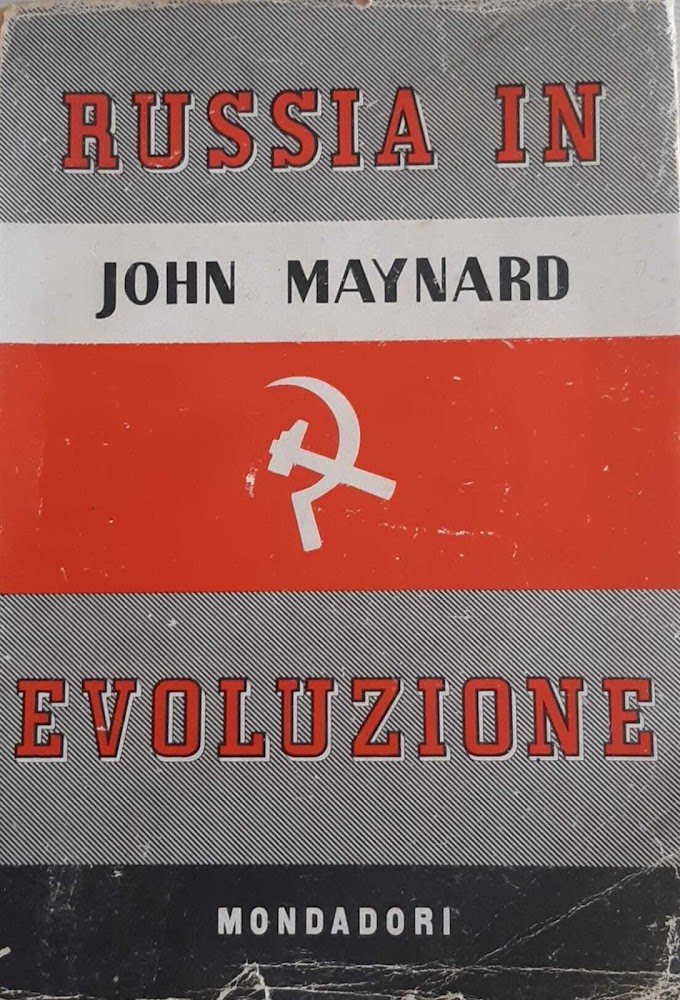 RUSSIA IN
JOHN MAYNARD
EVOLUZIONE
MONDADORI